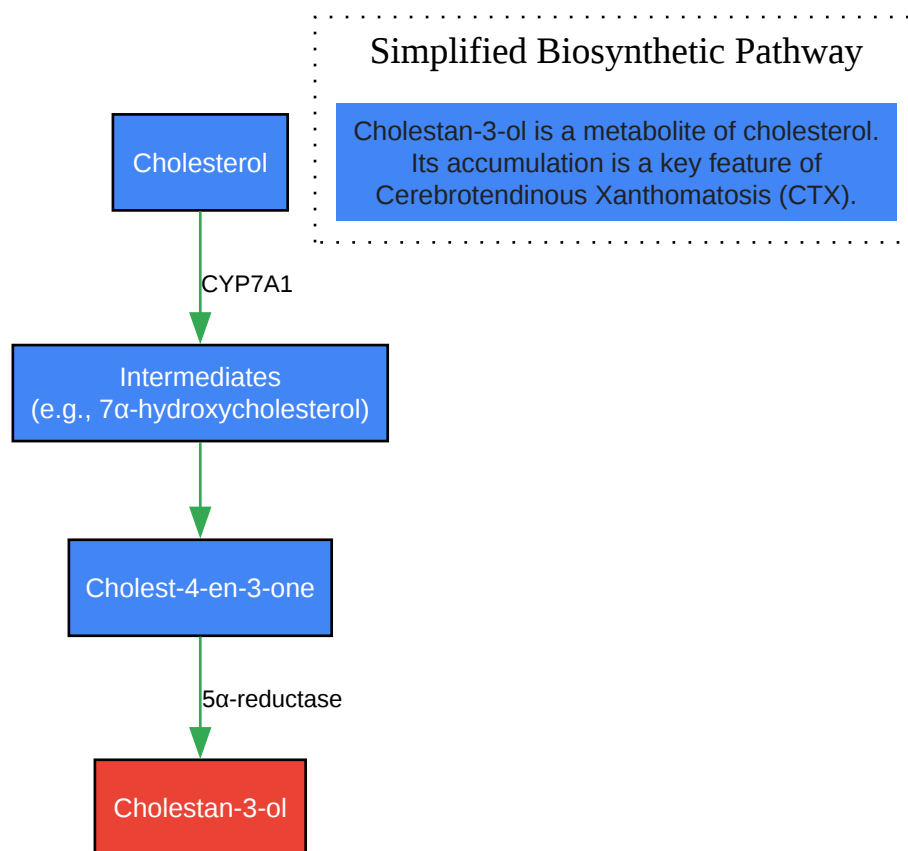 Simplified Biosynthetic Pathway
Cholestan-3-ol is a metabolite of cholesterol.
Its accumulation is a key feature of
Cerebrotendinous Xanthomatosis (CTX).
Cholesterol
CYP7A1
Intermediates
(e.g., 7α-hydroxycholesterol)
Cholest-4-en-3-one
5α-reductase
Cholestan-3-ol